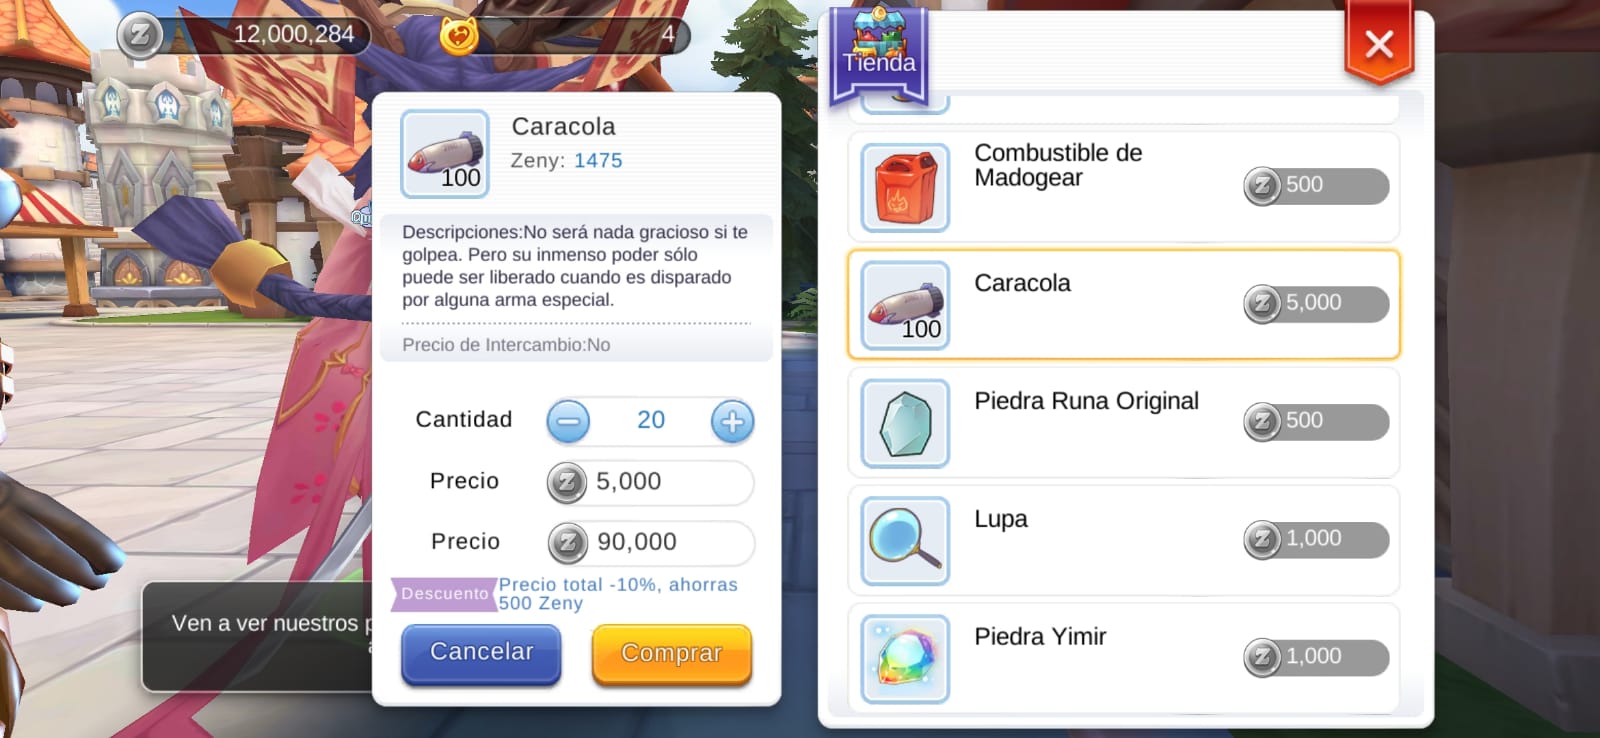 12,000,284
4
Tienda
Caracola
Zeny: 1475
100
Descripciones:No será nada gracioso si te
golpea. Pero su inmenso poder sólo
puede ser liberado cuando es disparado
por alguna arma especial.
Precio de Intercambio:No
Cantidad
20
Precio
5,000
Precio
90,000
Descuento
Precio total -10%, ahorras
500 Zeny
Cancelar
Comprar
Ven a ver nuestros
Combustible de
Madogear
500
Caracola
100
5,000
Piedra Runa Original
500
Lupa
1,000
Piedra Yimir
1,000